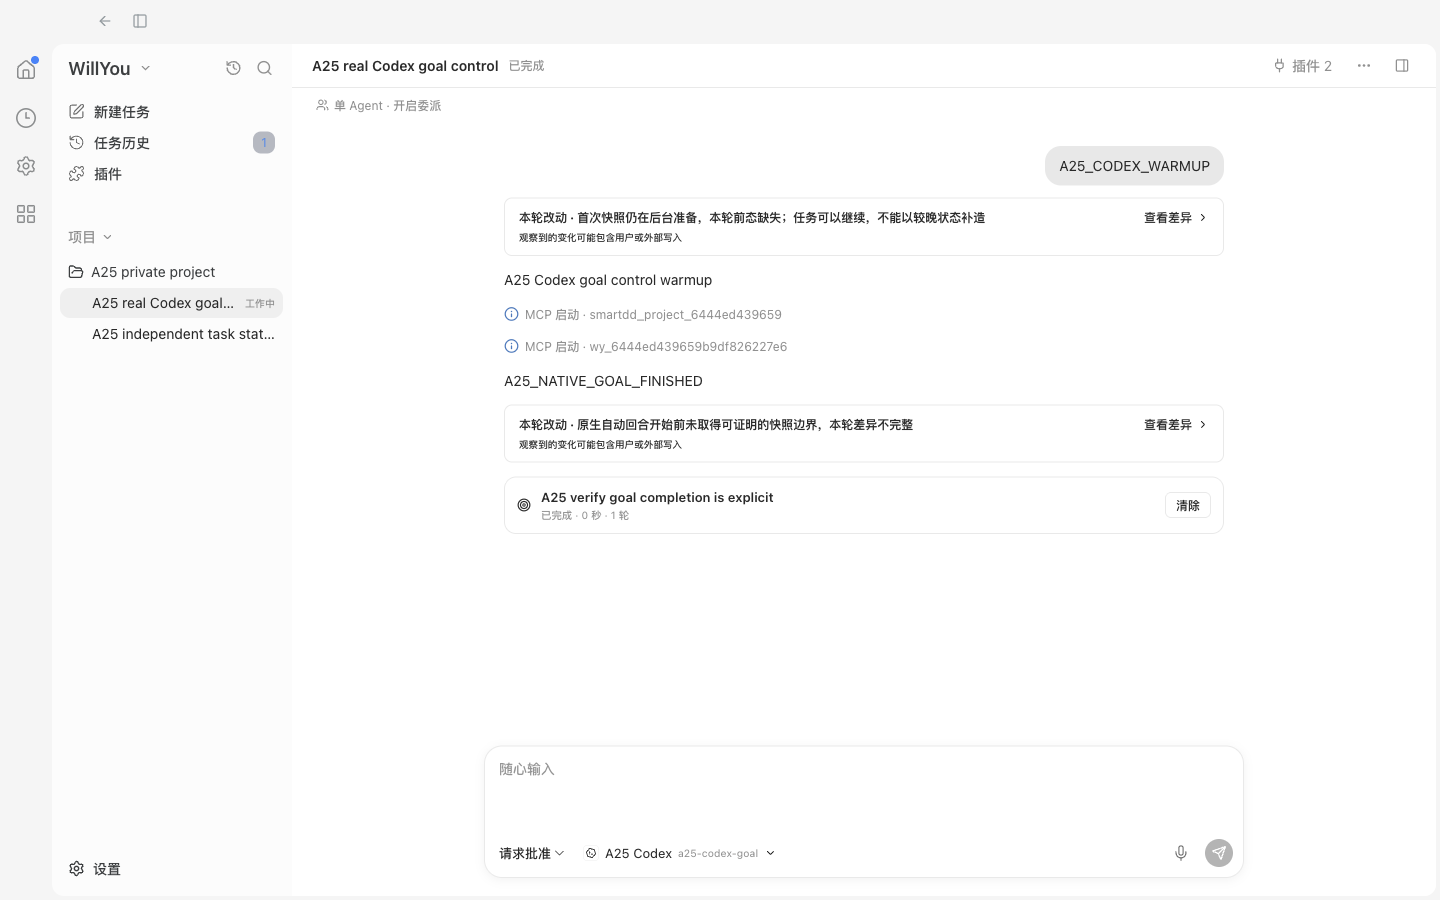 WillYou
新建任务
任务历史 1
插件
项目
A25 private project
A25 real Codex goal... 工作中
A25 independent task stat...
设置
A25 real Codex goal control 已完成
插件 2
单 Agent · 开启委派
A25_CODEX_WARMUP
本轮改动 · 首次快照仍在后台准备，本轮前态缺失；任务可以继续，不能以较晚状态补造 查看差异
观察到的变化可能包含用户或外部写入
A25 Codex goal control warmup
MCP 启动 · smartdd_project_6444ed439659
MCP 启动 · wy_6444ed439659b9df826227e6
A25_NATIVE_GOAL_FINISHED
本轮改动 · 原生自动回合开始前未取得可证明的快照边界，本轮差异不完整 查看差异
观察到的变化可能包含用户或外部写入
A25 verify goal completion is explicit
已完成 · 0 秒 · 1 轮
清除
随心输入
请求批准 A25 Codex a25-codex-goal